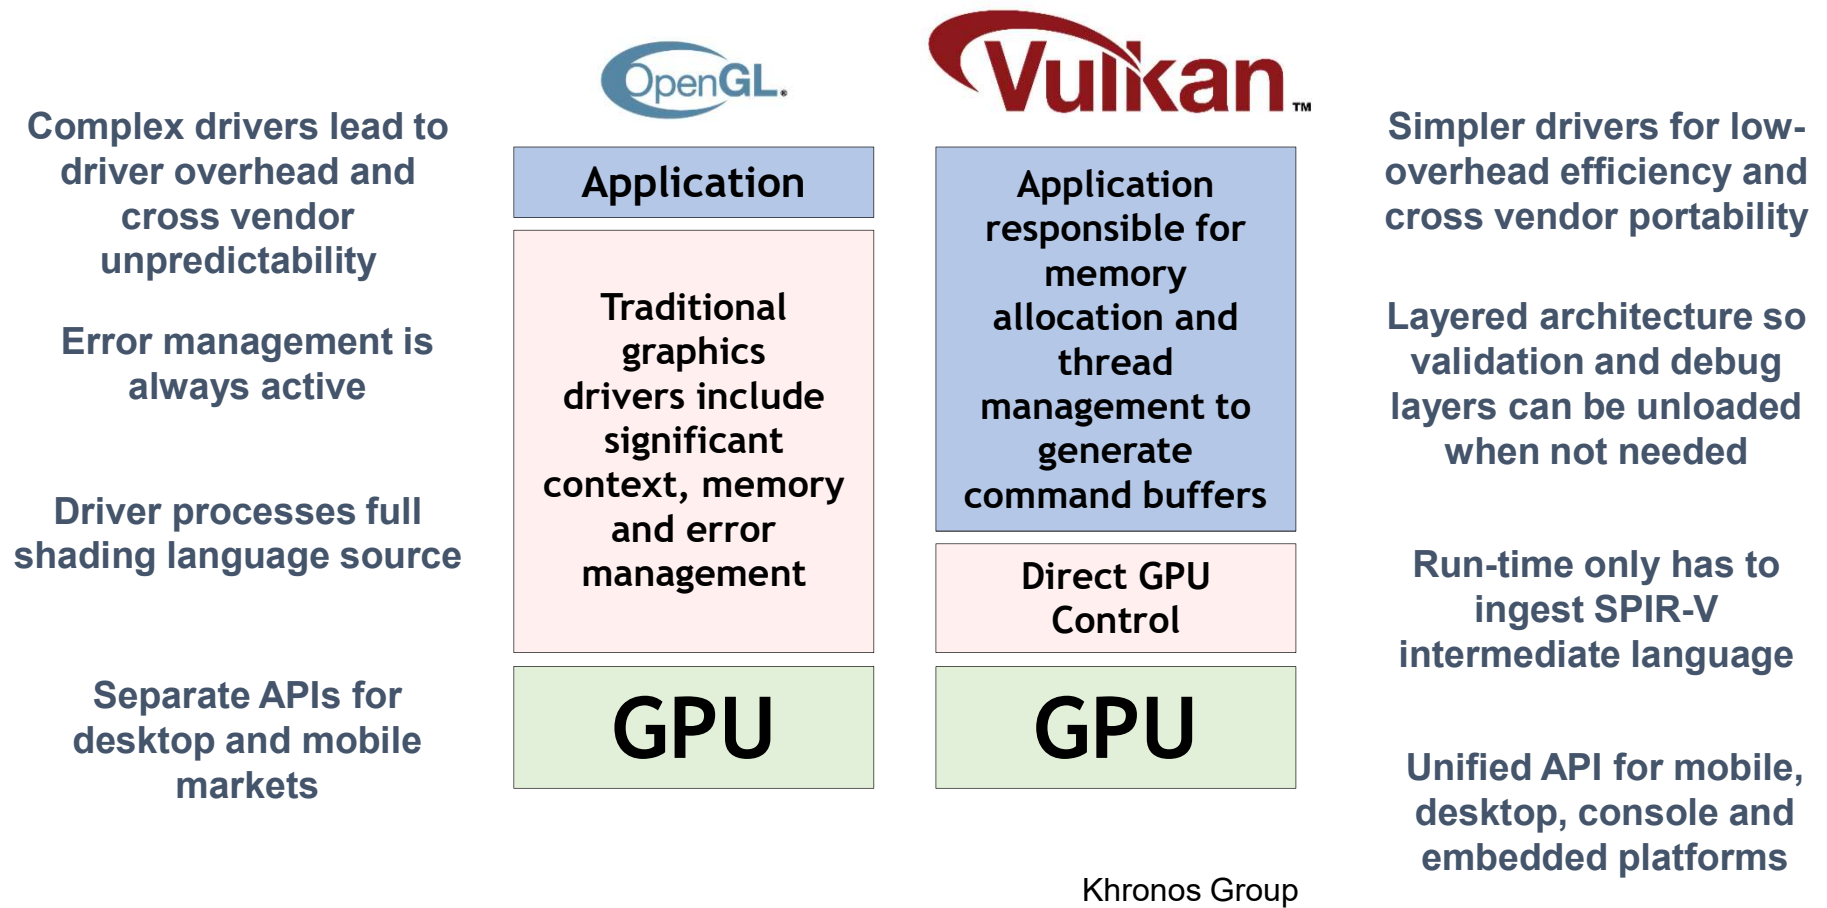 OpenGL®
Vulkan™
Complex drivers lead to
driver overhead and
cross vendor
unpredictability
Error management is
always active
Driver processes full
shading language source
Separate APIs for
desktop and mobile
markets
Application
Traditional
graphics
drivers include
significant
context, memory
and error
management
GPU
Application
responsible for
memory
allocation and
thread
management to
generate
command buffers
Direct GPU
Control
GPU
Simpler drivers for low-
overhead efficiency and
cross vendor portability
Layered architecture so
validation and debug
layers can be unloaded
when not needed
Run-time only has to
ingest SPIR-V
intermediate language
Unified API for mobile,
desktop, console and
embedded platforms
Khronos Group